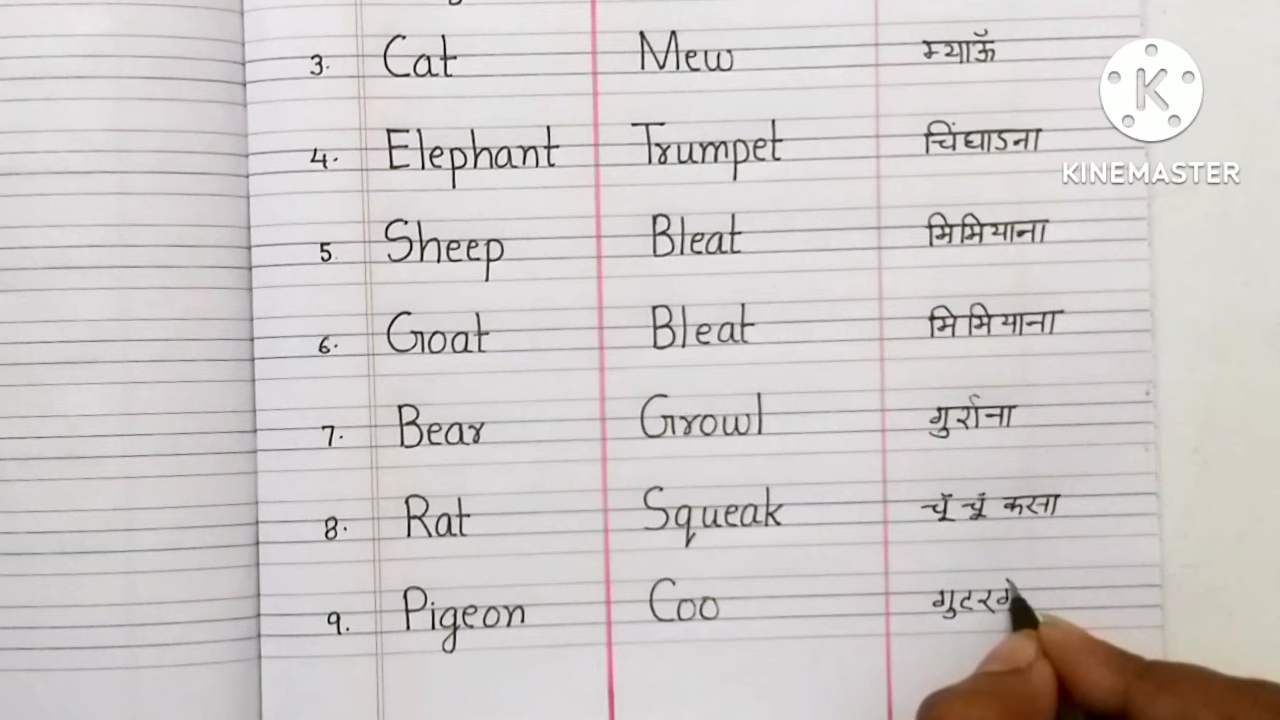 3. Cat Mew म्याऊँ
K
KINEMASTER
4. Elephant Trumpet चिंघाडना
5. Sheep Bleat मिमियाना
6. Goat Bleat मिमियाना
7. Bear Growl गुर्राना
8. Rat Squeak चूँ चूँ करना
9. Pigeon Coo